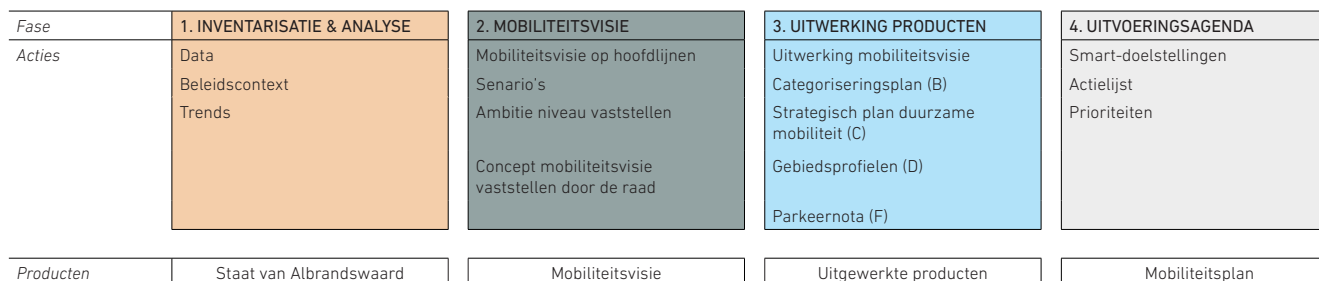 Fase 1. INVENTARISATIE & ANALYSE 2. MOBILITEITSVISIE 3. UITWERKING PRODUCTEN 4. UITVOERINGSAGENDA
Acties Data Mobiliteitsvisie op hoofdlijnen Uitwerking mobiliteitsvisie Smart-doelstellingen
Beleidscontext Senario's Categoriseringsplan (B) Actielijst
Trends Ambitie niveau vaststellen Strategisch plan duurzame Prioriteiten
mobiliteit (C)
Concept mobiliteitsvisie Gebiedsprofielen (D)
vaststellen door de raad
Parkeernota (F)
Producten Staat van Albrandswaard Mobiliteitsvisie Uitgewerkte producten Mobiliteitsplan